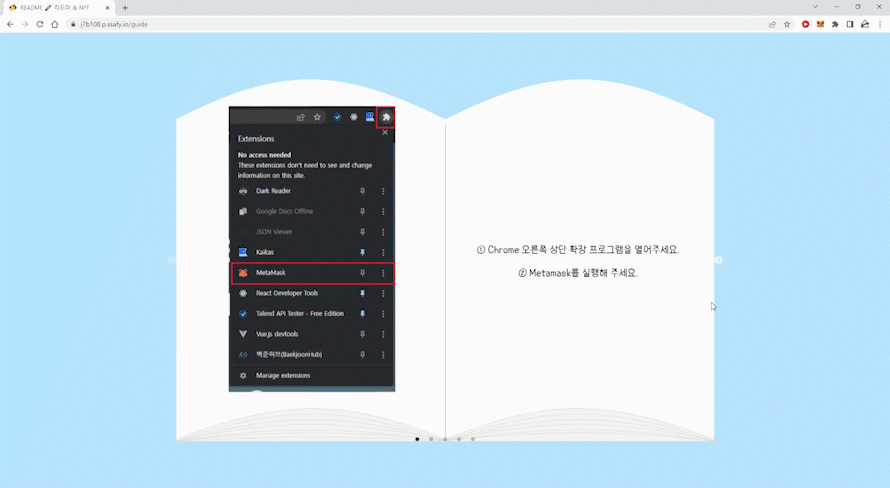 README 🖊 리드미 & NFT
j7b108.p.ssafy.io/guide
Extensions
No access needed
These extensions don't need to see and change
information on this site.
Dark Reader
Google Docs Offline
JSON Viewer
Kaikas
MetaMask
React Developer Tools
Talend API Tester - Free Edition
Vue.js devtools
백준허브(BaekjoonHub)
Manage extensions
① Chrome 오른쪽 상단 확장 프로그램을 열어주세요.
② Metamask를 실행해 주세요.